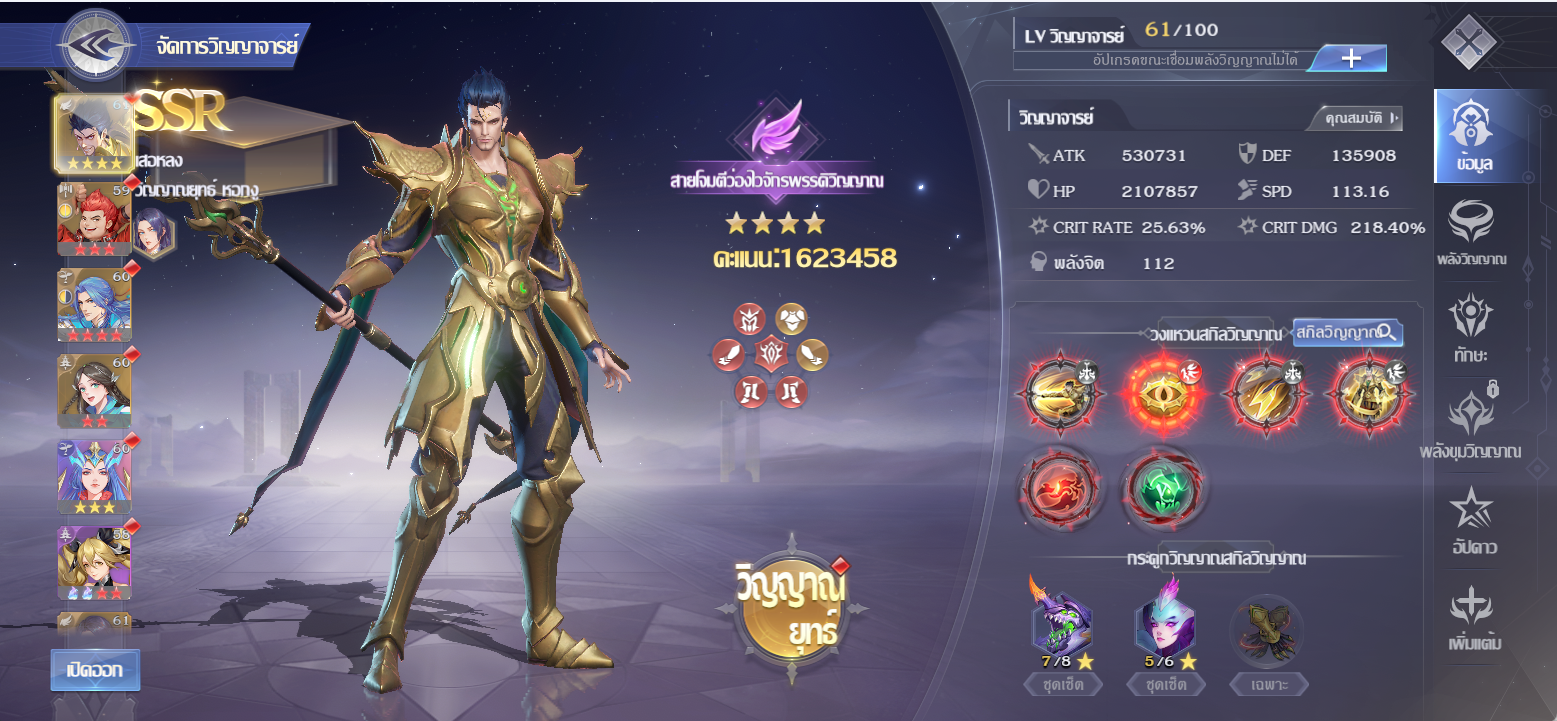 จัดการวิญญาจารย์
SSR
เสอหลง
วิญญาณยุทธ์ หอกงู
61
59
60
60
60
58
61
เปิดออก
สายโจมตีว่องไวจักรพรรดิวิญญาณ
คะแนน:1623458
วิญญาณ
ยุทธ์
LV วิญญาจารย์ 61/100
อัปเกรดขณะเชื่อมพลังวิญญาณไม่ได้
วิญญาจารย์
คุณสมบัติ
ATK 530731 DEF 135908
HP 2107857 SPD 113.16
CRIT RATE 25.63% CRIT DMG 218.40%
พลังจิต 112
วงแหวนสกิลวิญญาณ
สกิลวิญญาณ
กระดูกวิญญาณสกิลวิญญาณ
7/8 5/6
ชุดเซ็ต ชุดเซ็ต เฉพาะ
ข้อมูล
พลังวิญญาณ
ทักษะ
พลังขุมวิญญาณ
อัปดาว
เพิ่มแต้ม